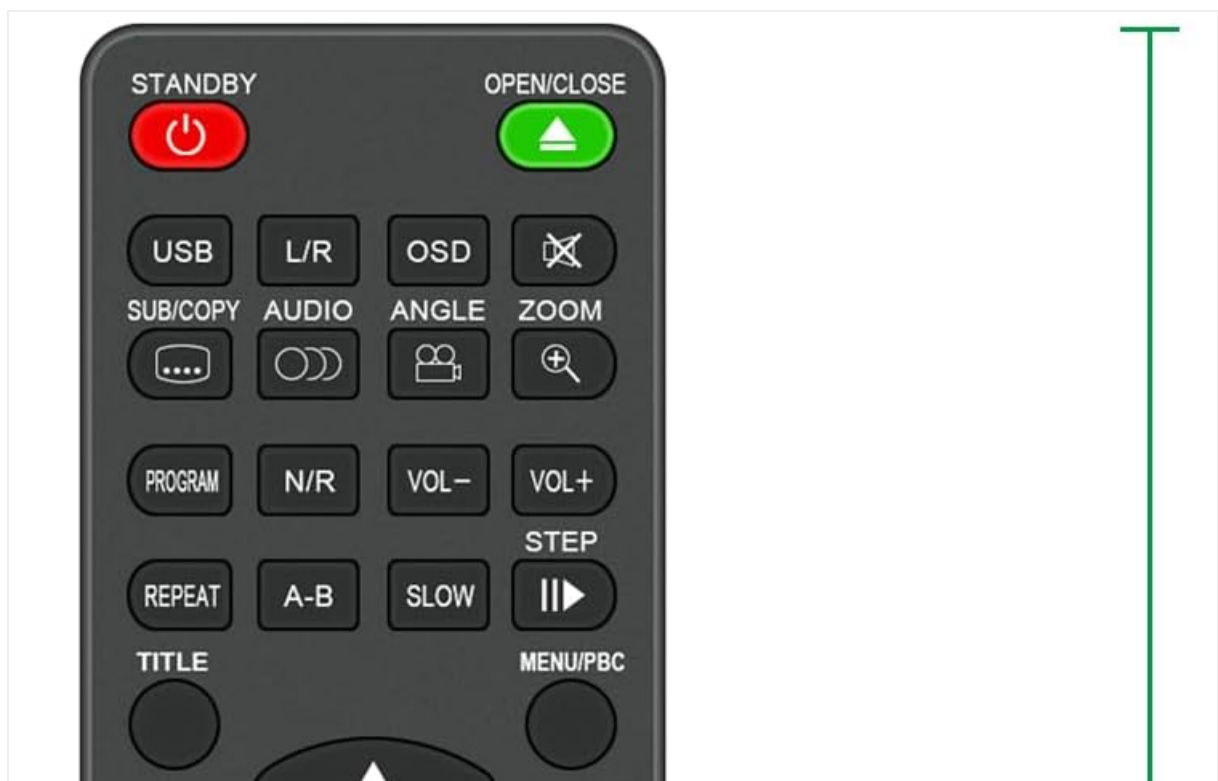 STANDBY OPEN/CLOSE
USB L/R OSD
SUB/COPY AUDIO ANGLE ZOOM
PROGRAM N/R VOL− VOL+
STEP
REPEAT A-B SLOW
TITLE MENU/PBC